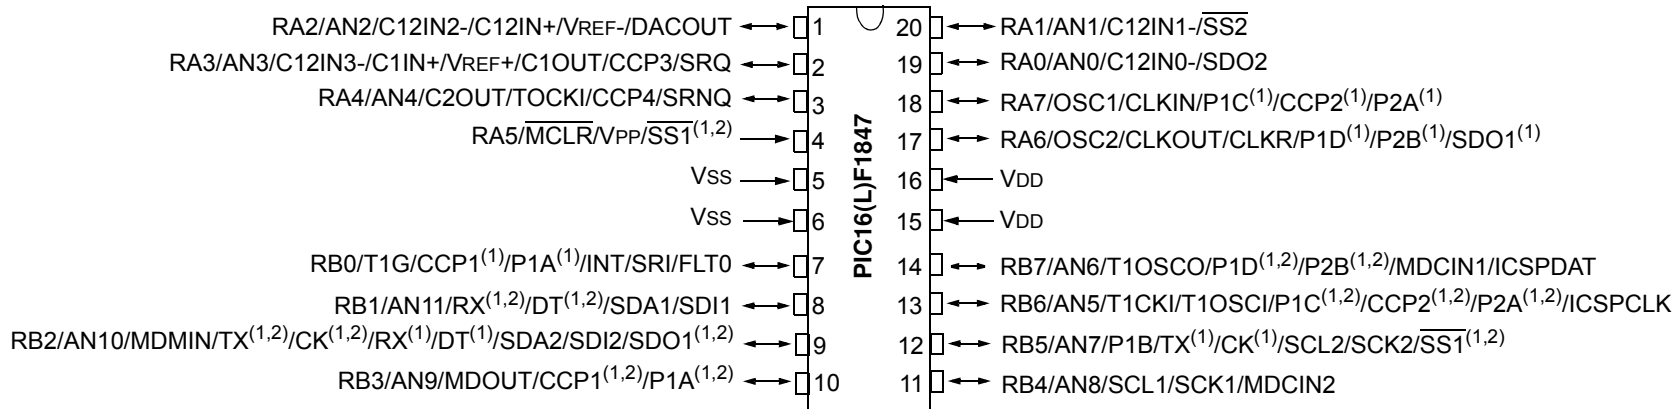 RA2/AN2/C12IN2-/C12IN+/VREF-/DACOUT 1
RA3/AN3/C12IN3-/C1IN+/VREF+/C1OUT/CCP3/SRQ 2
RA4/AN4/C2OUT/TOCKI/CCP4/SRNQ 3
RA5/MCLR/VPP/SS1(1,2) 4
VSS 5
VSS 6
RB0/T1G/CCP1(1)/P1A(1)/INT/SRI/FLT0 7
RB1/AN11/RX(1,2)/DT(1,2)/SDA1/SDI1 8
RB2/AN10/MDMIN/TX(1,2)/CK(1,2)/RX(1)/DT(1)/SDA2/SDI2/SDO1(1,2) 9
RB3/AN9/MDOUT/CCP1(1,2)/P1A(1,2) 10
PIC16(L)F1847
20 RA1/AN1/C12IN1-/SS2
19 RA0/AN0/C12IN0-/SDO2
18 RA7/OSC1/CLKIN/P1C(1)/CCP2(1)/P2A(1)
17 RA6/OSC2/CLKOUT/CLKR/P1D(1)/P2B(1)/SDO1(1)
16 VDD
15 VDD
14 RB7/AN6/T1OSCO/P1D(1,2)/P2B(1,2)/MDCIN1/ICSPDAT
13 RB6/AN5/T1CKI/T1OSCI/P1C(1,2)/CCP2(1,2)/P2A(1,2)/ICSPCLK
12 RB5/AN7/P1B/TX(1)/CK(1)/SCL2/SCK2/SS1(1,2)
11 RB4/AN8/SCL1/SCK1/MDCIN2